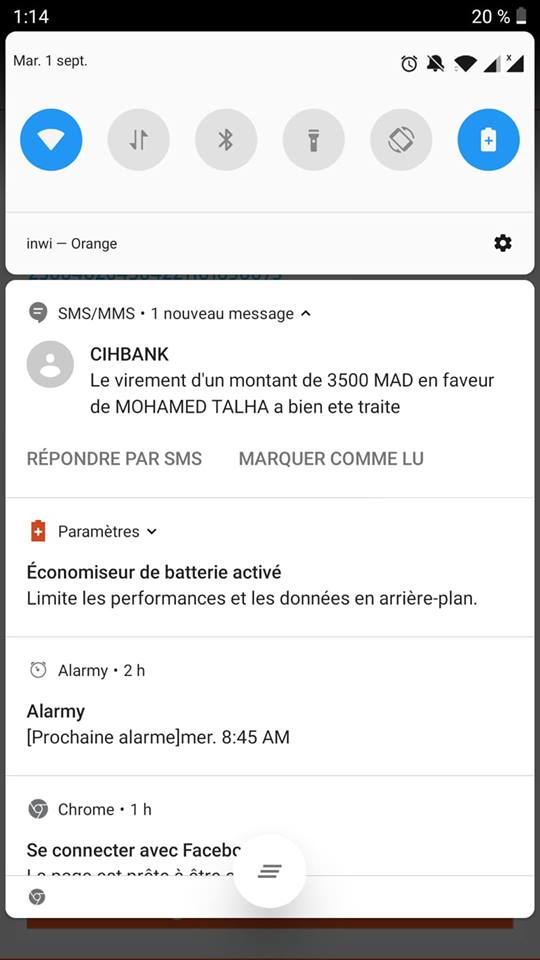 1:14
20 %
Mar. 1 sept.
inwi — Orange
SMS/MMS • 1 nouveau message
CIHBANK
Le virement d'un montant de 3500 MAD en faveur
de MOHAMED TALHA a bien ete traite
RÉPONDRE PAR SMS MARQUER COMME LU
Paramètres
Économiseur de batterie activé
Limite les performances et les données en arrière-plan.
Alarmy • 2 h
Alarmy
[Prochaine alarme]mer. 8:45 AM
Chrome • 1 h
Se connecter avec Facebo